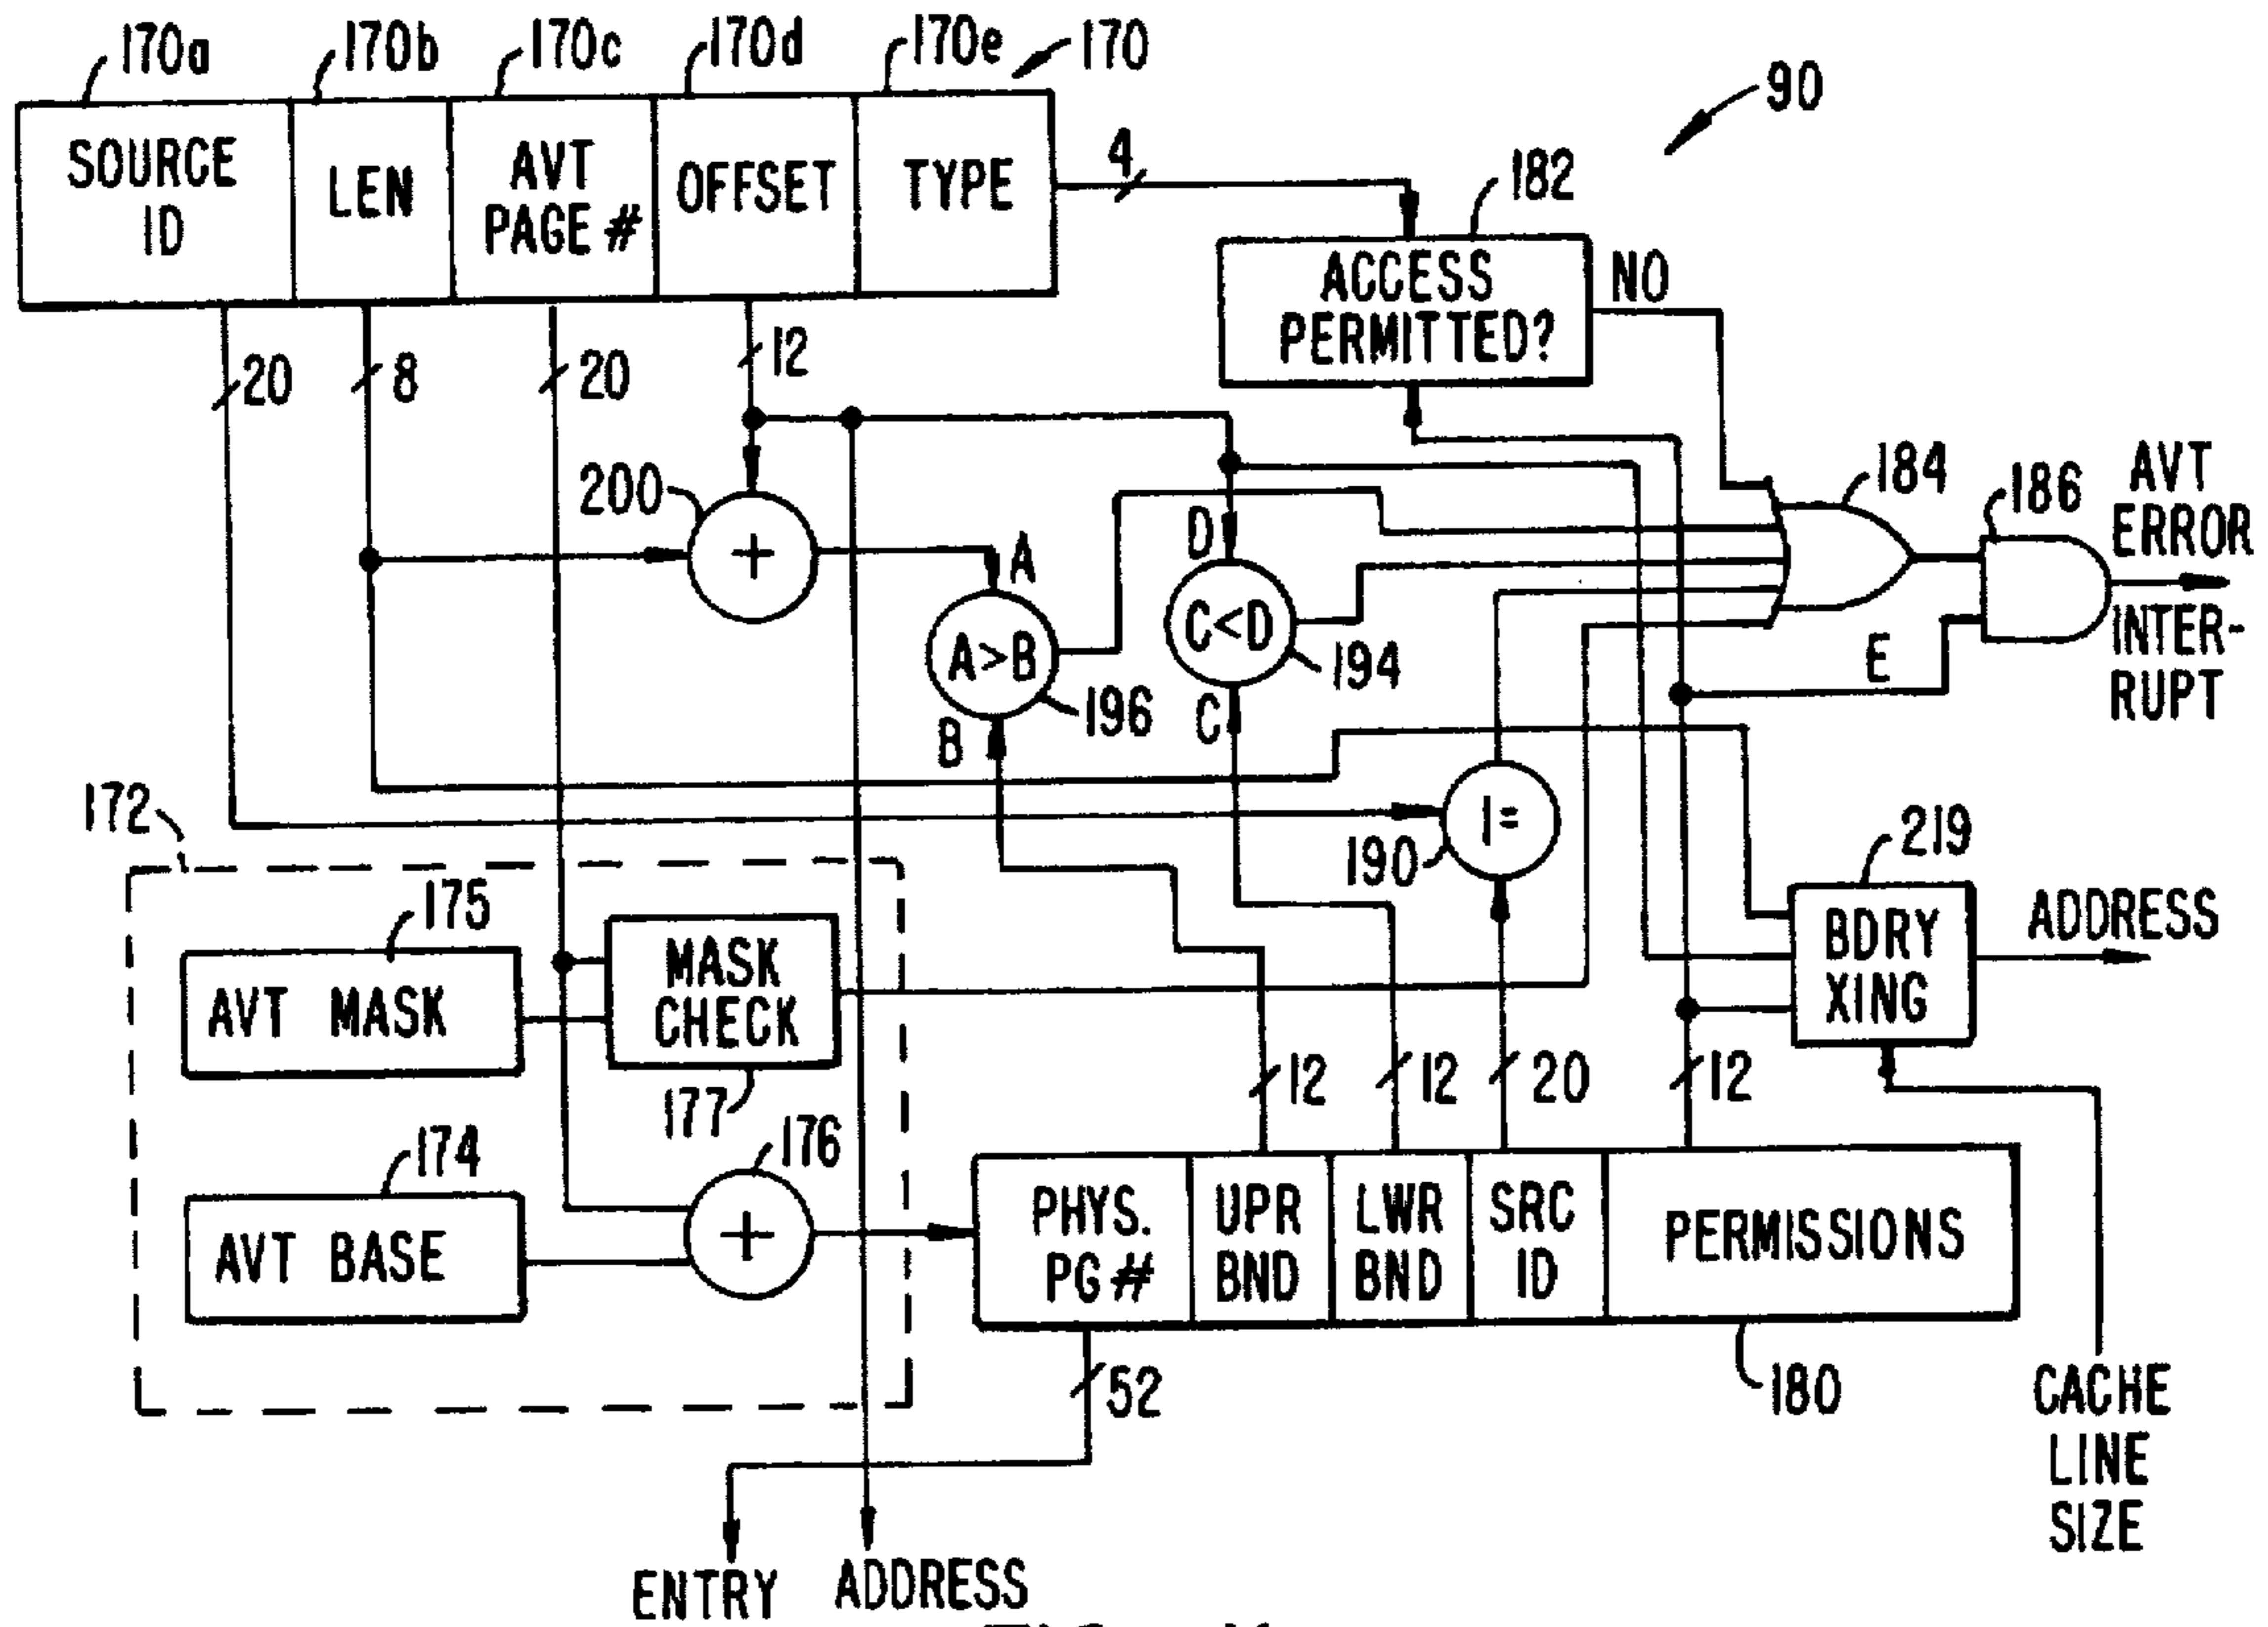 170a
170b
170c
170d
170e
170
90
SOURCE
ID
LEN
AVT
PAGE #
OFFSET
TYPE
4
182
ACCESS
PERMITTED?
NO
20
8
20
12
200
+
A
A>B
B
196
D
C<D
C
194
184
186
AVT
ERROR
INTER-
RUPT
E
172
175
AVT MASK
MASK
CHECK
177
190
|=
219
BDRY
XING
ADDRESS
174
AVT BASE
176
+
12
12
20
12
PHYS.
PG #
UPR
BND
LWR
BND
SRC
ID
PERMISSIONS
52
180
CACHE
LINE
SIZE
ENTRY
ADDRESS